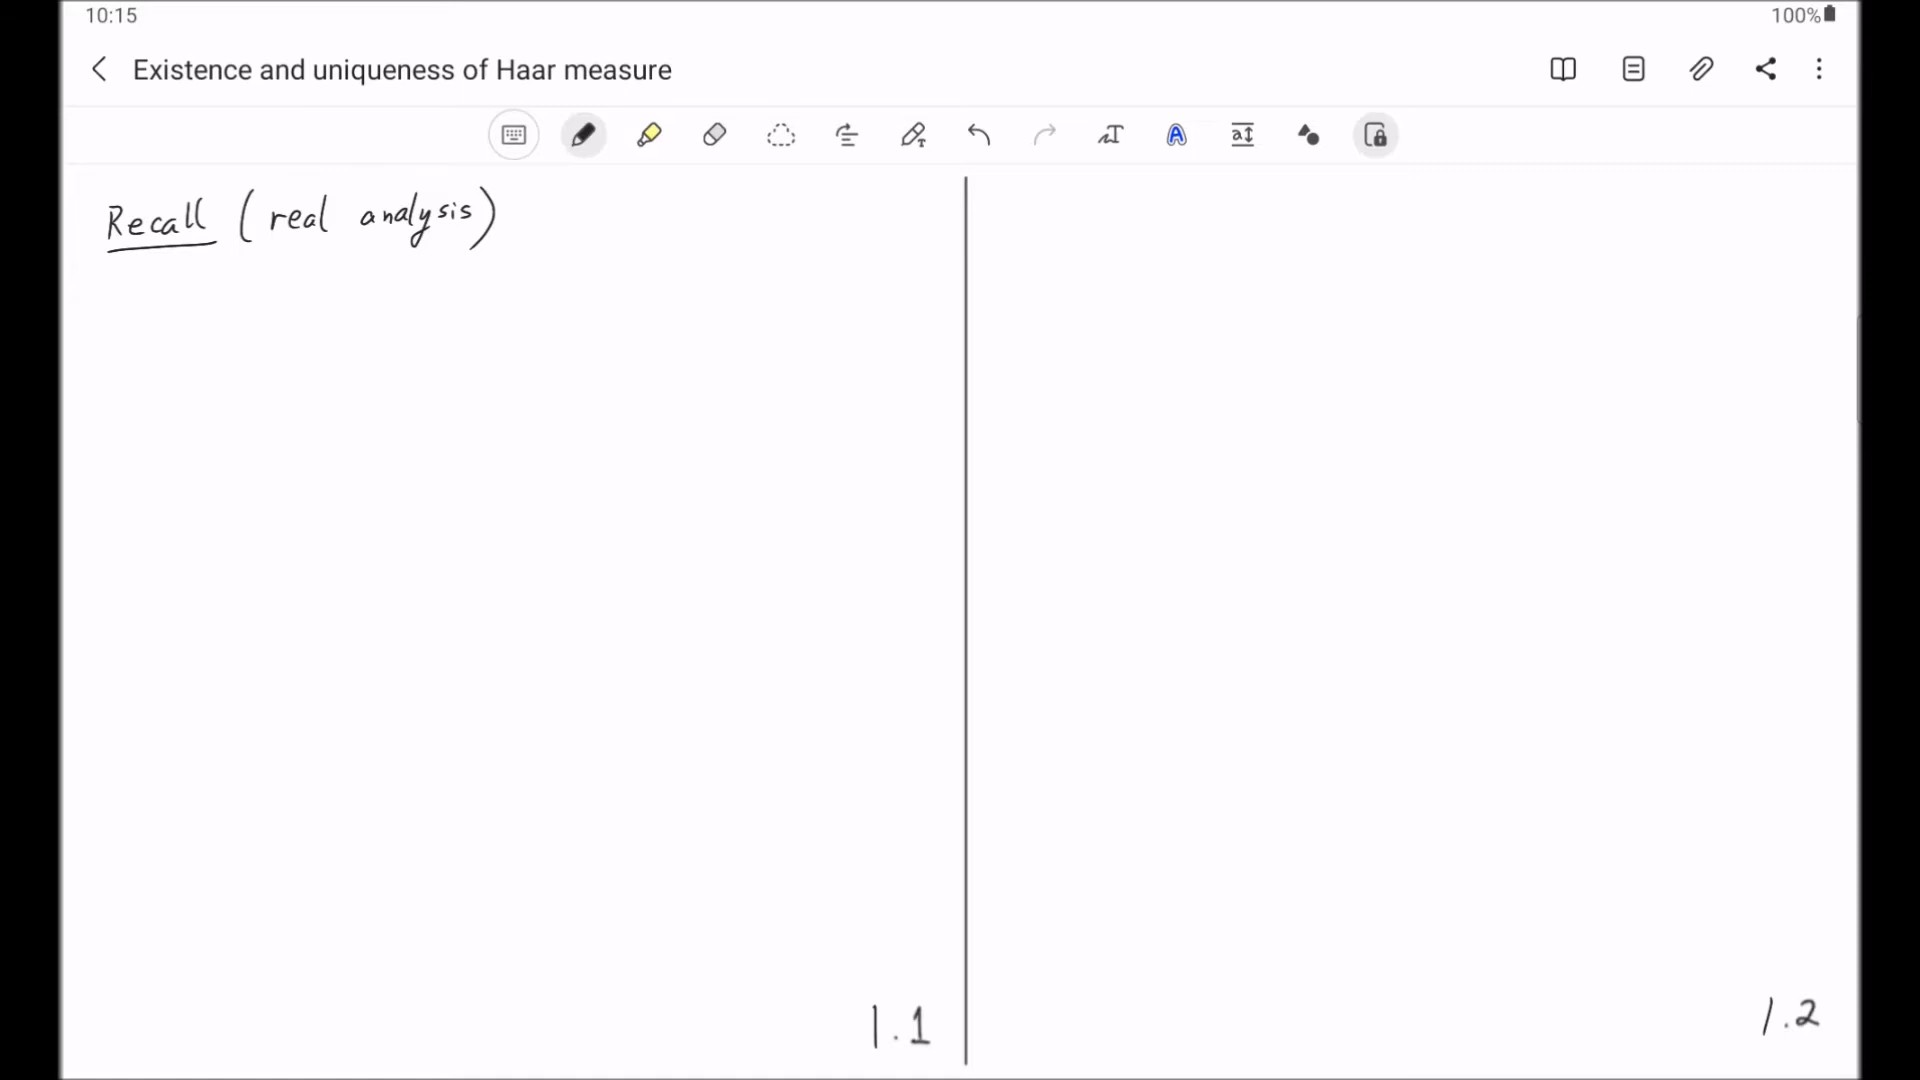 10:15
100%
Existence and uniqueness of Haar measure
Recall (real analysis)
1.1
1.2